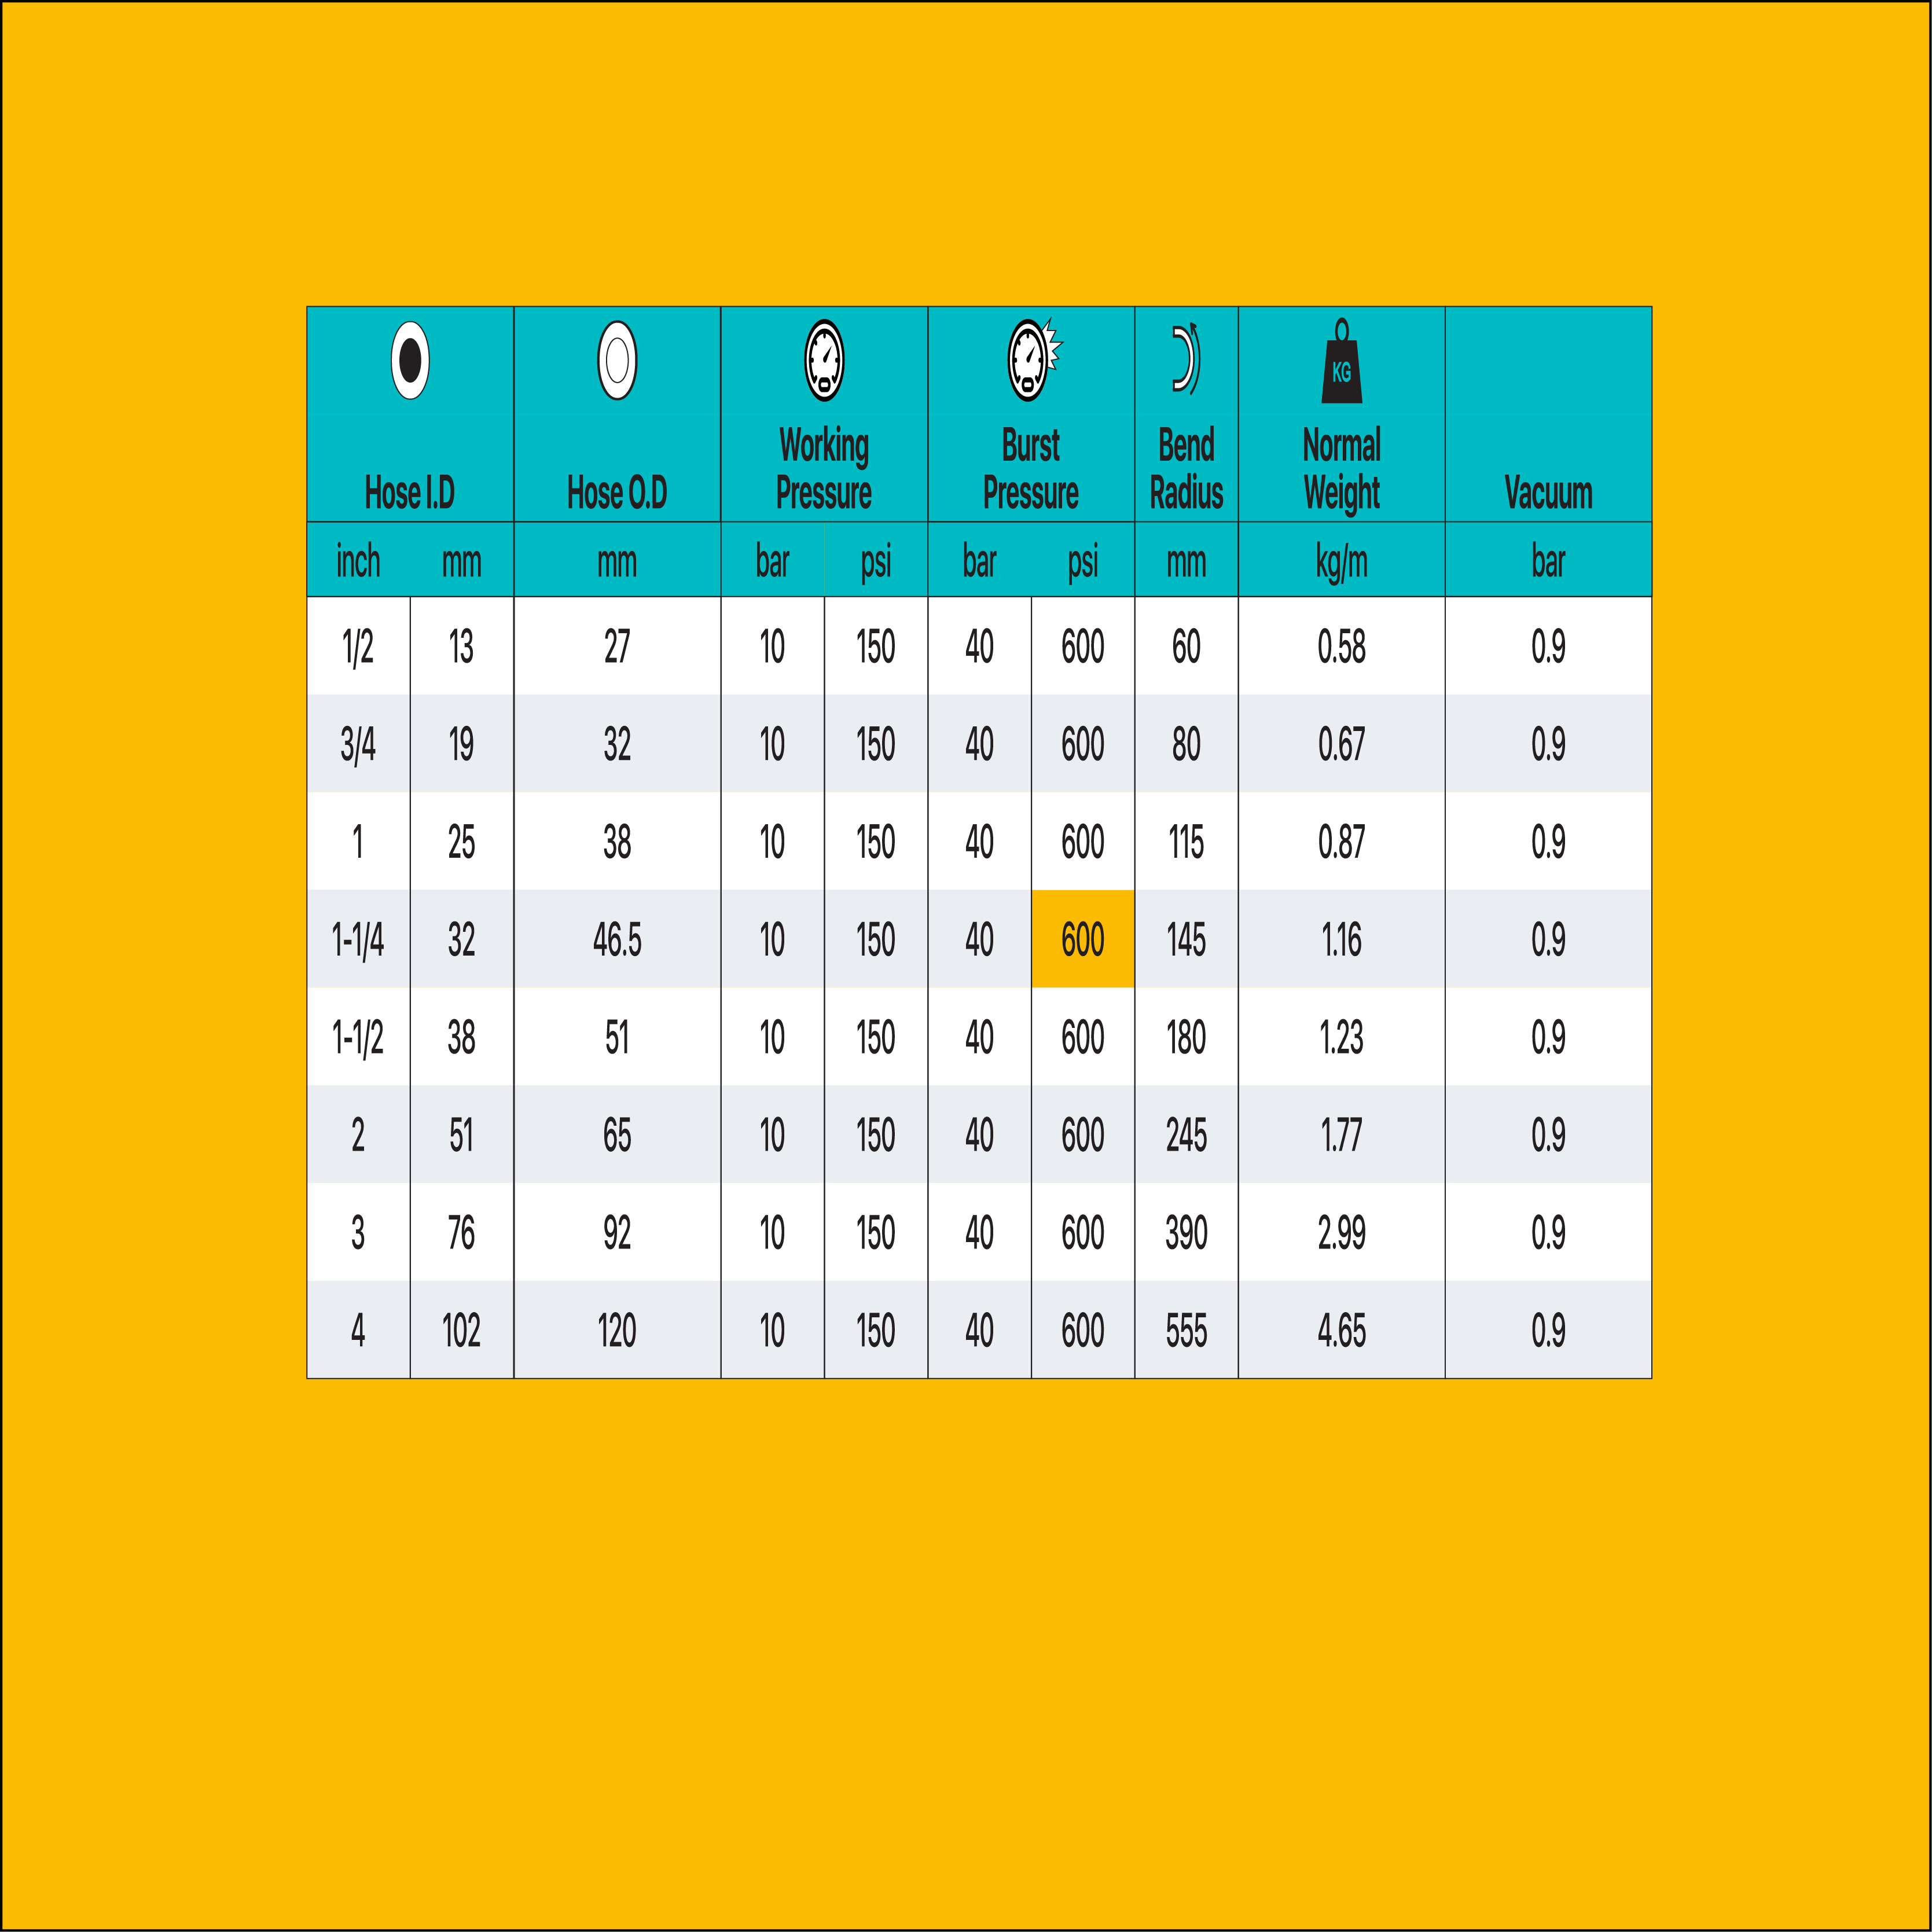 KG
Hose I.D Hose O.D Working Pressure Burst Pressure Bend Radius Normal Weight Vacuum
inch mm mm bar psi bar psi mm kg/m bar
1/2 13 27 10 150 40 600 60 0.58 0.9
3/4 19 32 10 150 40 600 80 0.67 0.9
1 25 38 10 150 40 600 115 0.87 0.9
1-1/4 32 46.5 10 150 40 600 145 1.16 0.9
1-1/2 38 51 10 150 40 600 180 1.23 0.9
2 51 65 10 150 40 600 245 1.77 0.9
3 76 92 10 150 40 600 390 2.99 0.9
4 102 120 10 150 40 600 555 4.65 0.9